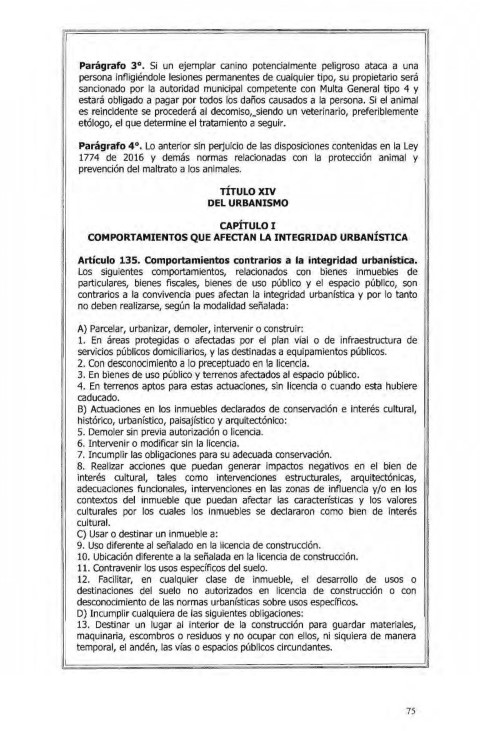 Parágrafo 3°. Si un ejemplar canino potencialmente peligroso ataca a una
persona infligiéndole lesiones permanentes de cualquier tipo, su propietario será
sancionado por la autoridad municipal competente con Multa General tipo 4 y
estará obligado a pagar por todos los daños causados a la persona. Si el animal
es reincidente se procederá al decomiso, siendo un veterinario, preferiblemente
etólogo, el que determine el tratamiento a seguir.
Parágrafo 4°. Lo anterior sin perjuicio de las disposiciones contenidas en la Ley
1774 de 2016 y demás normas relacionadas con la protección animal y
prevención del maltrato a los animales.
TÍTULO XIV
DEL URBANISMO
CAPÍTULO I
COMPORTAMIENTOS QUE AFECTAN LA INTEGRIDAD URBANÍSTICA
Artículo 135. Comportamientos contrarios a la integridad urbanística.
Los siguientes comportamientos, relacionados con bienes inmuebles de
particulares, bienes fiscales, bienes de uso público y el espacio público, son
contrarios a la convivencia pues afectan la integridad urbanística y por lo tanto
no deben realizarse, según la modalidad señalada:
A) Parcelar, urbanizar, demoler, intervenir o construir:
1. En áreas protegidas o afectadas por el plan vial o de infraestructura de
servicios públicos domiciliarios, y las destinadas a equipamientos públicos.
2. Con desconocimiento a lo preceptuado en la licencia.
3. En bienes de uso público y terrenos afectados al espacio público.
4. En terrenos aptos para estas actuaciones, sin licencia o cuando esta hubiere
caducado.
B) Actuaciones en los inmuebles declarados de conservación e interés cultural,
histórico, urbanístico, paisajístico y arquitectónico:
5. Demoler sin previa autorización o licencia.
6. Intervenir o modificar sin la licencia.
7. Incumplir las obligaciones para su adecuada conservación.
8. Realizar acciones que puedan generar impactos negativos en el bien de
interés cultural, tales como intervenciones estructurales, arquitectónicas,
adecuaciones funcionales, intervenciones en las zonas de influencia y/o en los
contextos del inmueble que puedan afectar las características y los valores
culturales por los cuales los inmuebles se declararon como bien de interés
cultural.
C) Usar o destinar un inmueble a:
9. Uso diferente al señalado en la licencia de construcción.
10. Ubicación diferente a la señalada en la licencia de construcción.
11. Contravenir los usos específicos del suelo.
12. Facilitar, en cualquier clase de inmueble, el desarrollo de usos o
destinaciones del suelo no autorizados en licencia de construcción o con
desconocimiento de las normas urbanísticas sobre usos específicos.
D) Incumplir cualquiera de las siguientes obligaciones:
13. Destinar un lugar al interior de la construcción para guardar materiales,
maquinaria, escombros o residuos y no ocupar con ellos, ni siquiera de manera
temporal, el andén, las vías o espacios públicos circundantes.
75